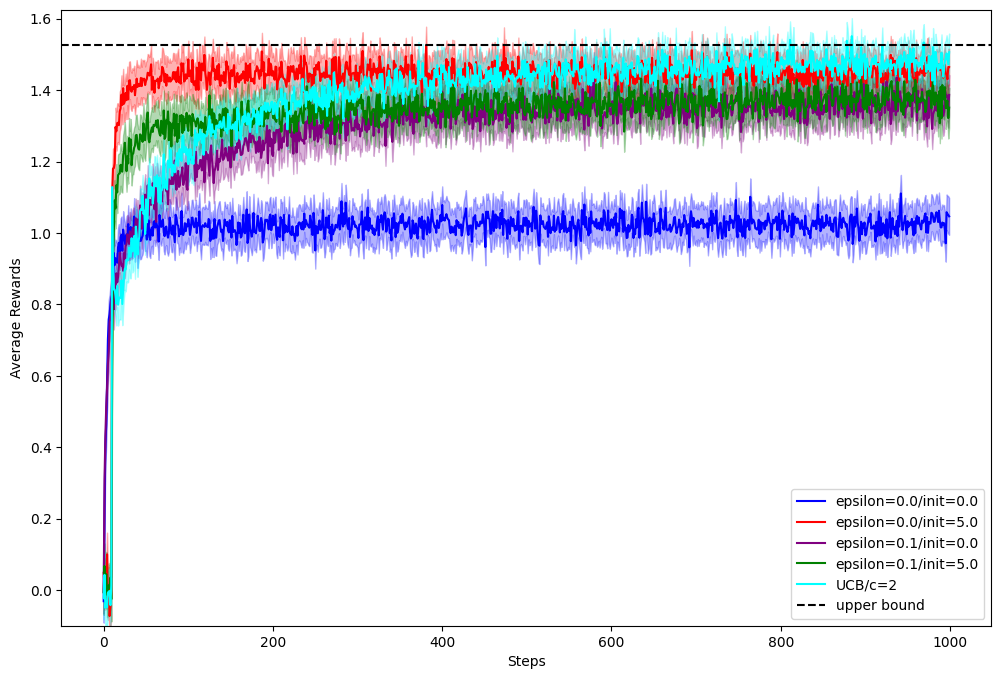 1.6
1.4
1.2
1.0
0.8
0.6
0.4
0.2
0.0
Average Rewards
0
200
400
600
800
1000
Steps
epsilon=0.0/init=0.0
epsilon=0.0/init=5.0
epsilon=0.1/init=0.0
epsilon=0.1/init=5.0
UCB/c=2
upper bound